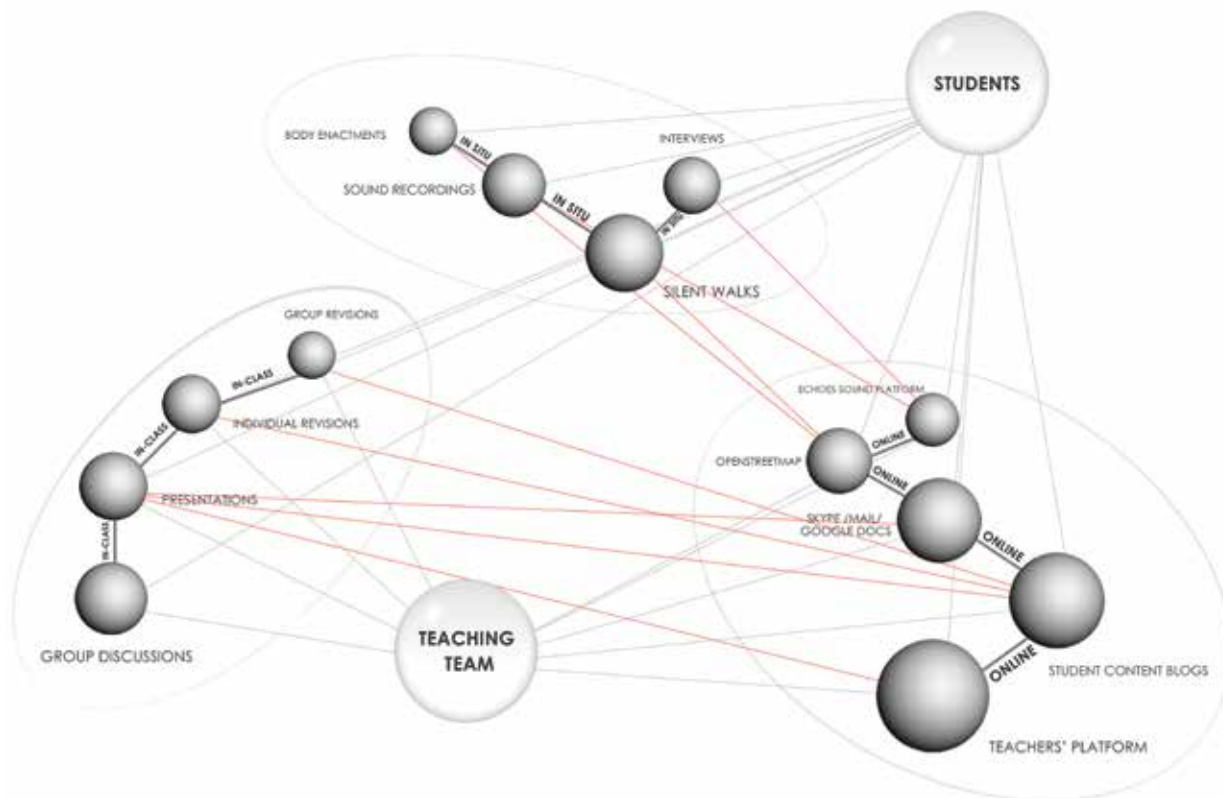 STUDENTS
BODY ENACTMENTS
IN SITU
INTERVIEWS
SOUND RECORDINGS
IN SITU
IN SITU
SILENT WALKS
GROUP REVISIONS
IN-CLASS
INDIVIDUAL REVISIONS
IN-CLASS
PRESENTATIONS
IN-CLASS
GROUP DISCUSSIONS
ECHOES SOUND PLATFORM
ONLINE
OPENSTREETMAP
ONLINE
SKYPE /MAIL/
GOOGLE DOCS
ONLINE
TEACHING
TEAM
STUDENT CONTENT BLOGS
ONLINE
TEACHERS' PLATFORM